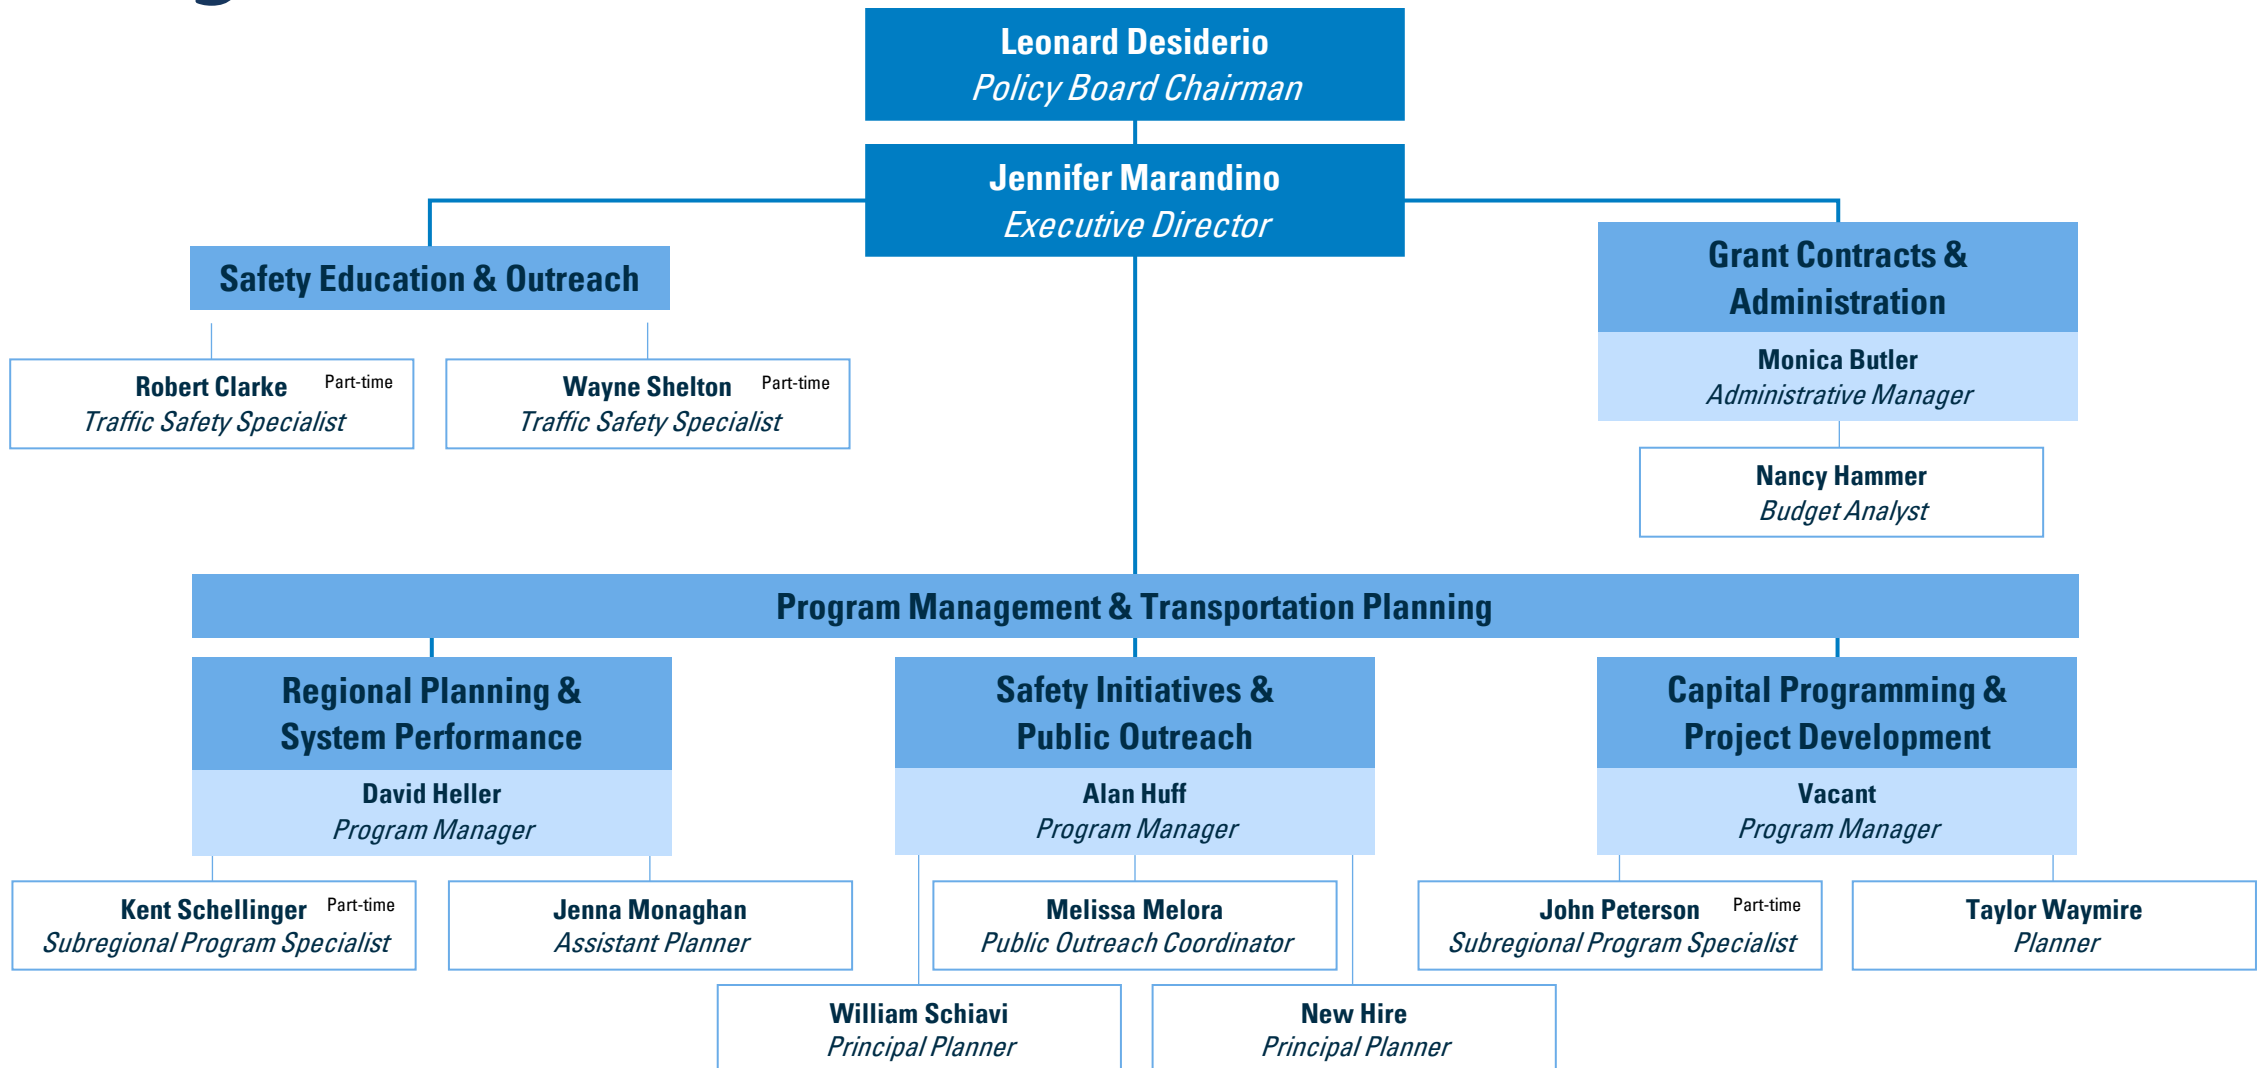 Leonard Desiderio
Policy Board Chairman
Jennifer Marandino
Executive Director
Safety Education & Outreach
Robert Clarke Part-time
Traffic Safety Specialist
Wayne Shelton Part-time
Traffic Safety Specialist
Grant Contracts &
Administration
Monica Butler
Administrative Manager
Nancy Hammer
Budget Analyst
Program Management & Transportation Planning
Regional Planning &
System Performance
David Heller
Program Manager
Kent Schellinger Part-time
Subregional Program Specialist
Jenna Monaghan
Assistant Planner
Safety Initiatives &
Public Outreach
Alan Huff
Program Manager
Melissa Melora
Public Outreach Coordinator
William Schiavi
Principal Planner
New Hire
Principal Planner
Capital Programming &
Project Development
Vacant
Program Manager
John Peterson Part-time
Subregional Program Specialist
Taylor Waymire
Planner